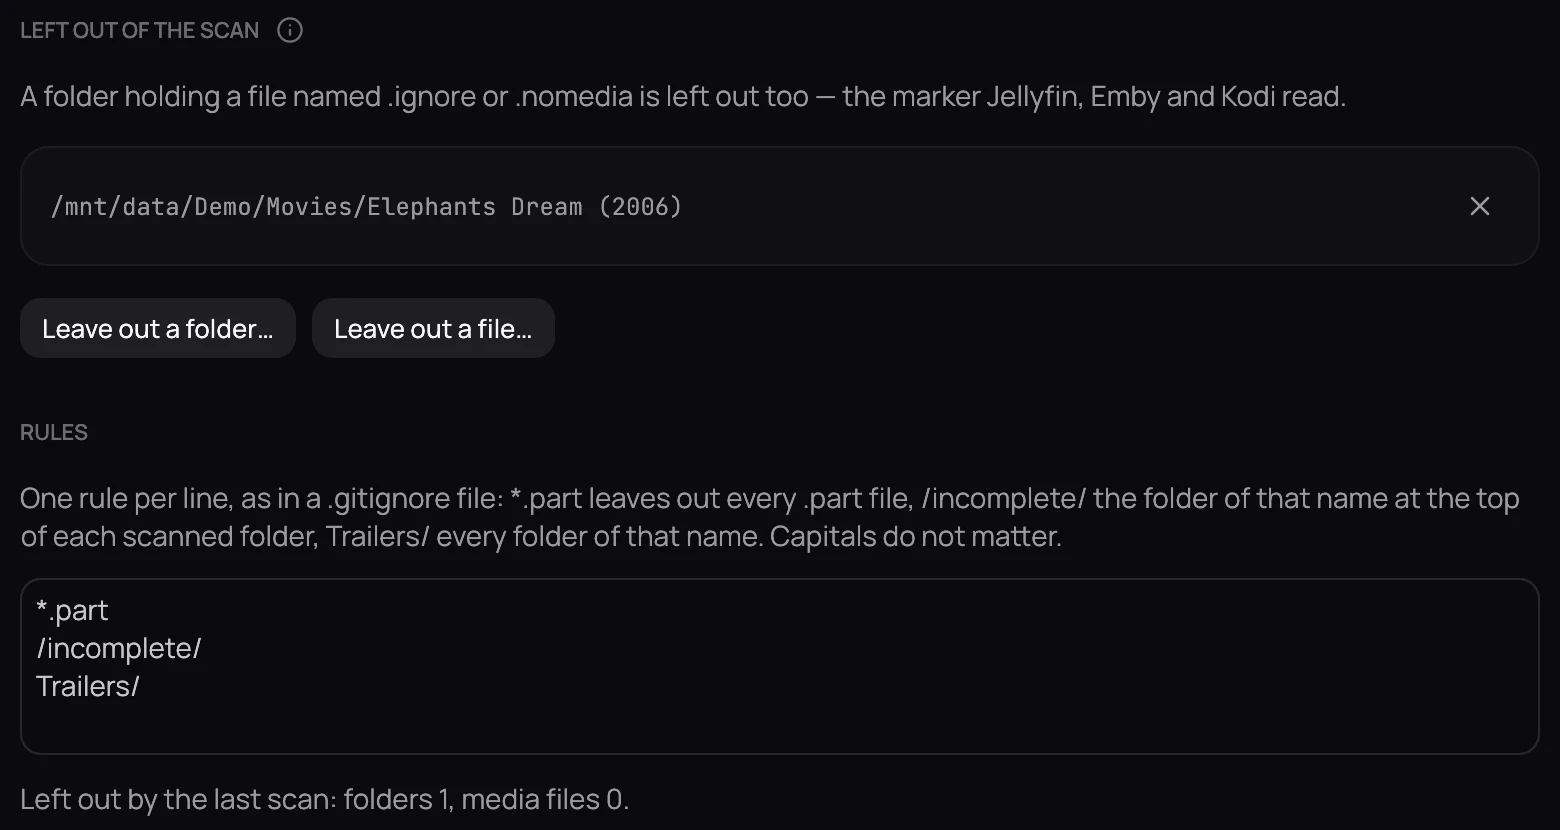 LEFT OUT OF THE SCAN
A folder holding a file named .ignore or .nomedia is left out too — the marker Jellyfin, Emby and Kodi read.
/mnt/data/Demo/Movies/Elephants Dream (2006)
Leave out a folder…
Leave out a file…
RULES
One rule per line, as in a .gitignore file: *.part leaves out every .part file, /incomplete/ the folder of that name at the top
of each scanned folder, Trailers/ every folder of that name. Capitals do not matter.
*.part
/incomplete/
Trailers/
Left out by the last scan: folders 1, media files 0.